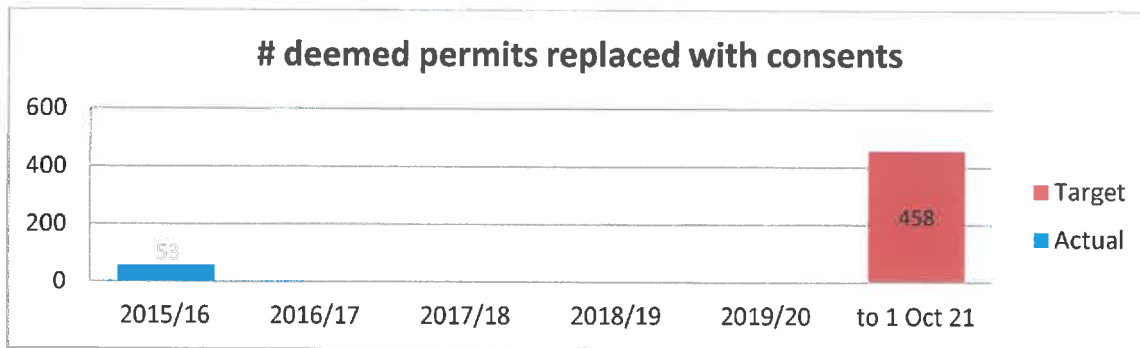 # deemed permits replaced with consents
600
400
200
0
53
458
2015/16 2016/17 2017/18 2018/19 2019/20 to 1 Oct 21
Target
Actual